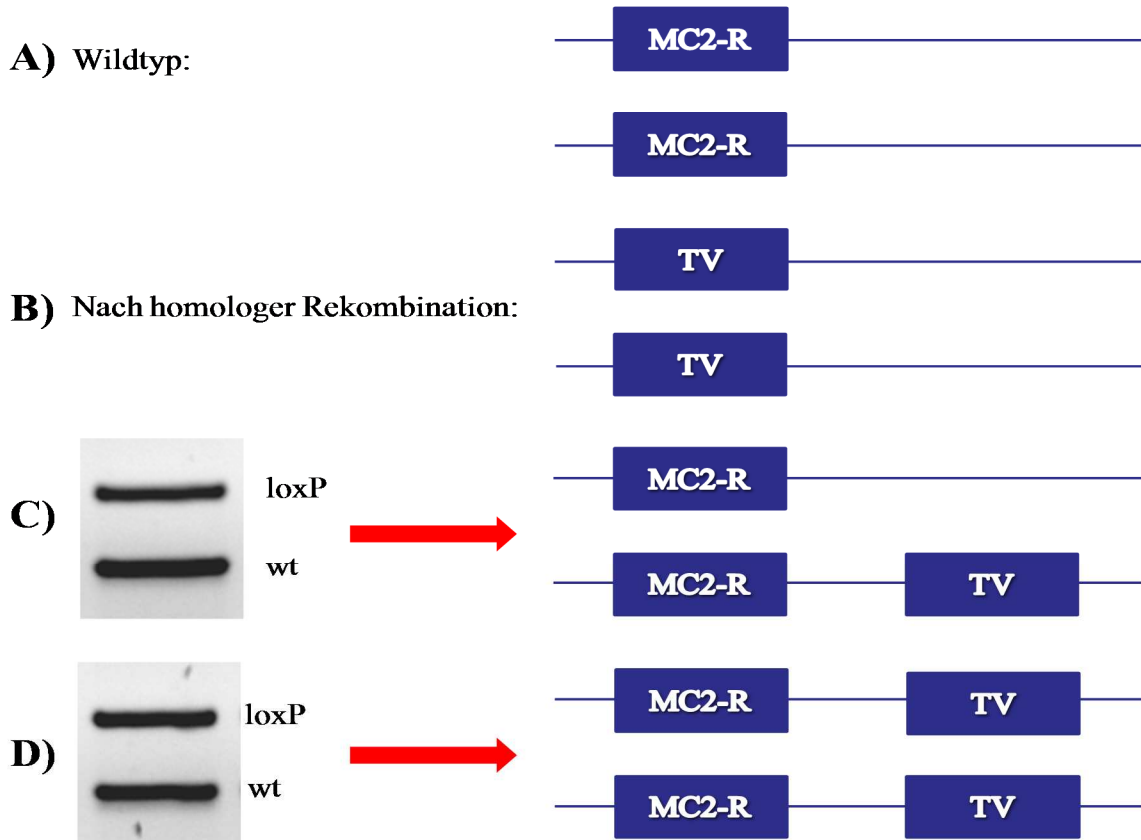 MC2-R
A) Wildtyp:
MC2-R
TV
B) Nach homologer Rekombination:
TV
MC2-R
loxP
C)
wt
MC2-R TV
MC2-R TV
loxP
D)
wt
MC2-R TV